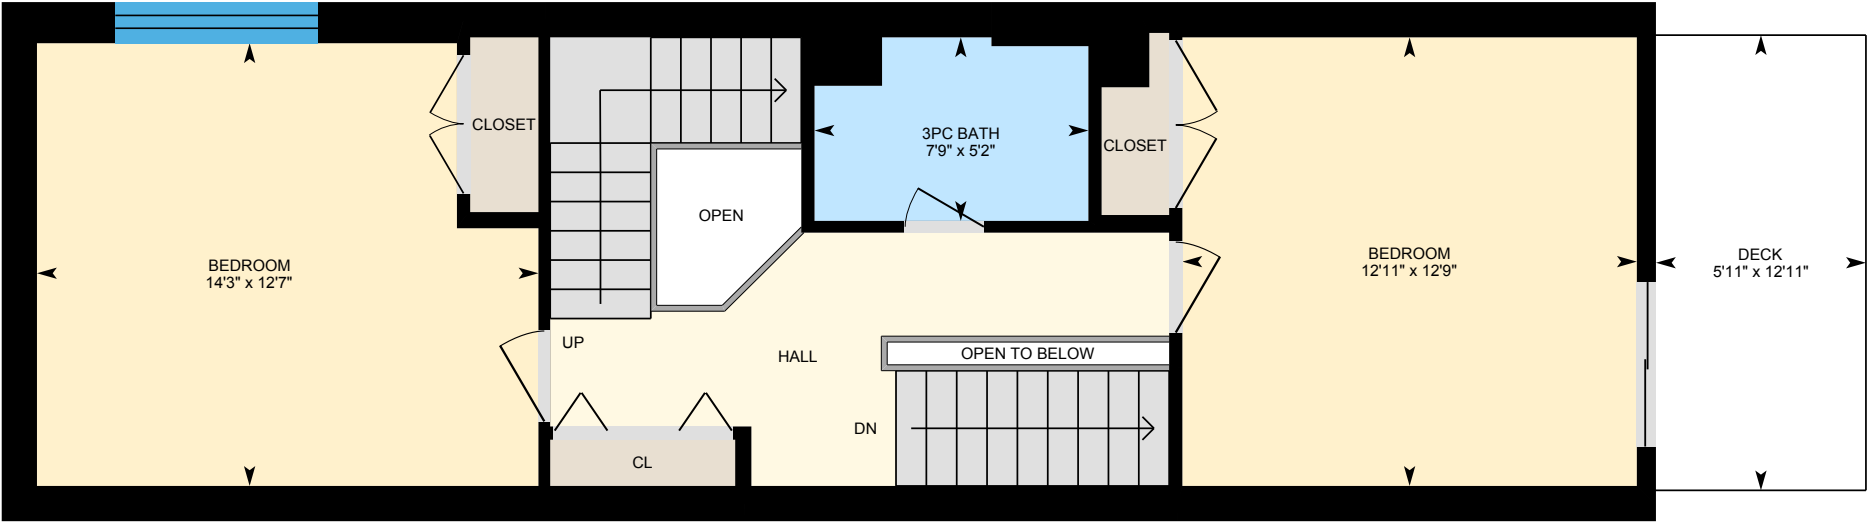 BEDROOM
14'3" x 12'7"
CLOSET
UP
OPEN
CL
HALL
DN
3PC BATH
7'9" x 5'2"
OPEN TO BELOW
CLOSET
BEDROOM
12'11" x 12'9"
DECK
5'11" x 12'11"